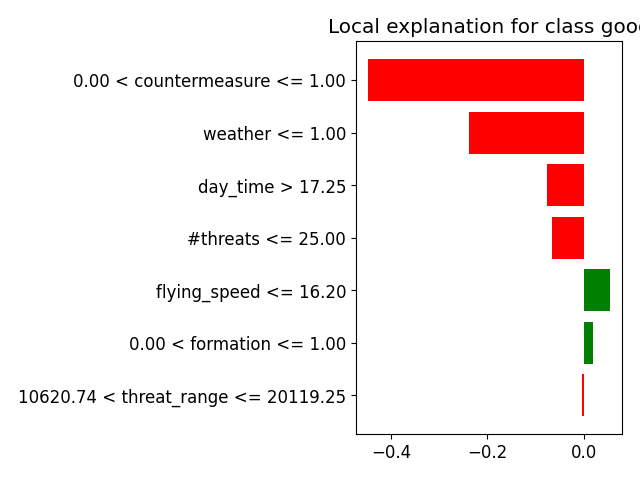 Local explanation for class goo
0.00 < countermeasure <= 1.00
weather <= 1.00
day_time > 17.25
#threats <= 25.00
flying_speed <= 16.20
0.00 < formation <= 1.00
10620.74 < threat_range <= 20119.25
−0.4 −0.2 0.0